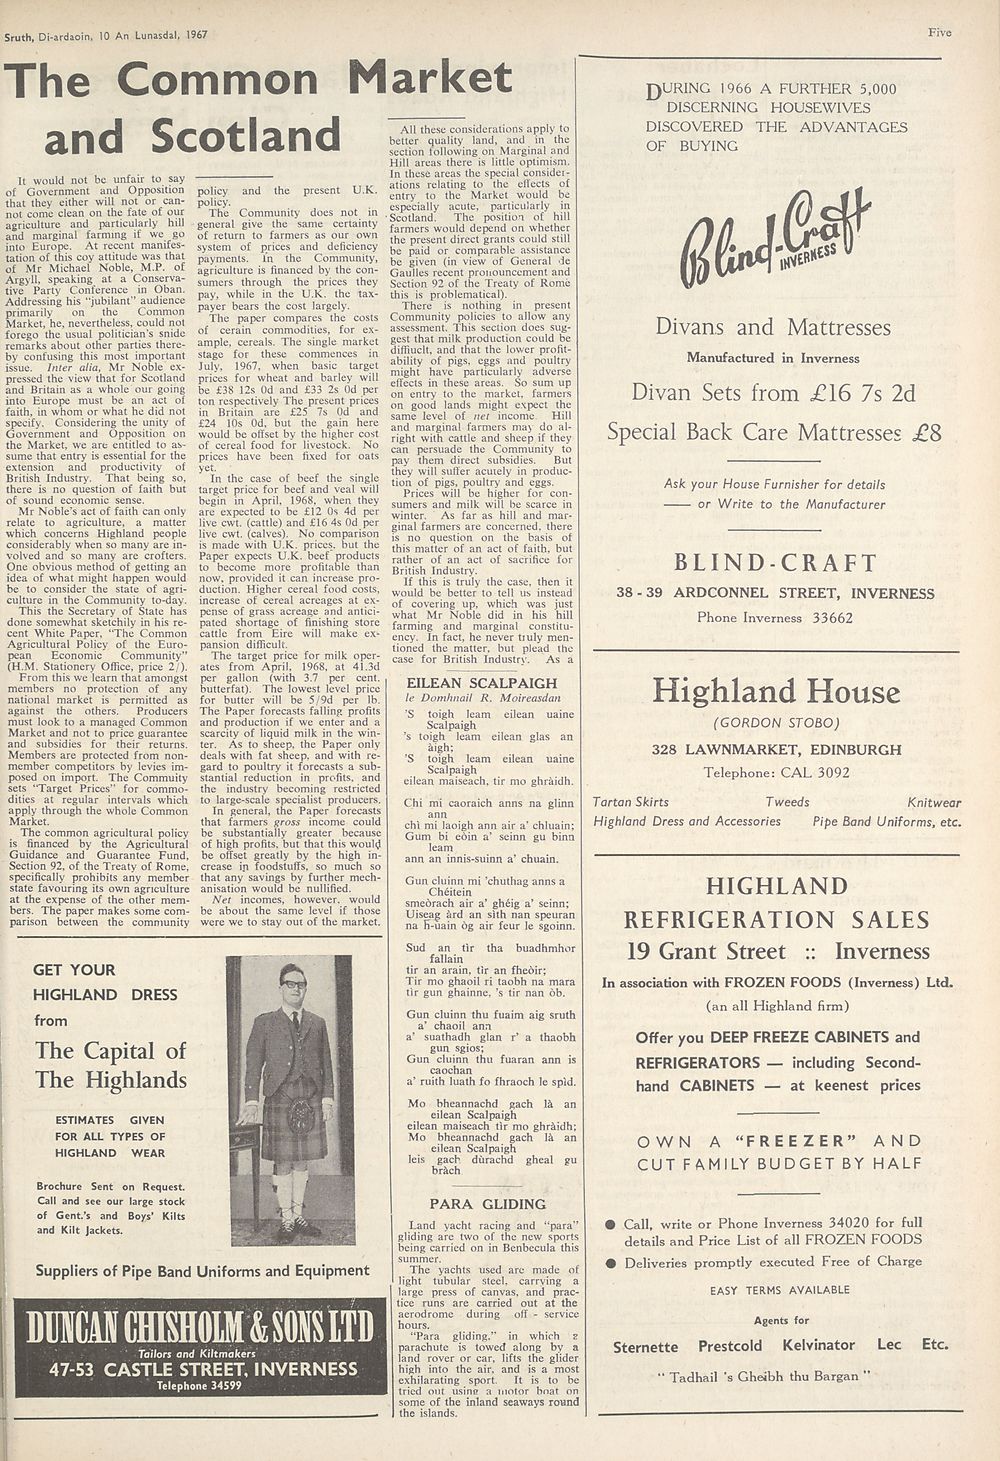 Sruth, Di-ardaoin, 10 An Lunasdal, 1967
Five
The Common Market
and Scotland
It would not be unfair to say
of Government and Opposition
that they either will not or can-
not come clean on the fate of our
agriculture and particularly hill
and marginal farming if we go
into Europe. At recent manifes-
tation of this coy attitude was that
of Mr Michael Noble, M.P. of
Argyll, speaking at a Conserva-
tive Party Conference in Oban.
Addressing his "jubilant" audience
primarily on the Common
Market, he, nevertheless, could not
forego the usual politician's snide
remarks about other parties there-
by confusing this most important
issue. Inter alia, Mr Noble ex-
pressed the view that for Scotland
and Britain as a whole our going
into Europe must be an act of
faith, in whom or what he did not
specify. Considering the unity of
Government and Opposition on
the Market, we are entitled to as-
sume that entry is essential for the
extension and productivity of
British Industry. That being so,
there is no question of faith but
of sound economic sense.
Mr Noble's act of faith can only
relate to agriculture, a matter
which concerns Highland people
considerably when so many are in-
volved and so many are crofters.
One obvious method of getting an
idea of what might happen would
be to consider the state of agri-
culture in the Community to-day.
This the Secretary of State has
done somewhat sketchily in his re-
cent White Paper, "The Common
Agricultural Policy of the Euro-
pean Economic Community"
(H.M. Stationery Office, price 2/).
From this we learn that amongst
members no protection of any
national market is permitted as
against the others. Producers
must look to a managed Common
Market and not to price guarantee
and subsidies for their returns.
Members are protected from non-
member competitors by levies im-
posed on import. The Commuity
sets "Target Prices" for commo-
dities at regular intervals which
apply through the whole Common
Market.
The common agricultural policy
is financed by the Agricultural
Guidance and Guarantee Fund,
Section 92, of the Treaty of Rome,
specifically prohibits any member
state favouring its own agriculture
at the expense of the other mem-
bers. The paper makes some com-
parison between the community
policy and the present U.K.
policy.
The Community does not in
general give the same certainty
of return to farmers as our own
system of prices and deficiency
payments. In the Community,
agriculture is financed by the con-
sumers through the prices they
pay, while in the U.K. the tax-
payer bears the cost largely.
The paper compares the costs
of cerain commodities, for ex-
ample, cereals. The single market
stage for these commences in
July, 1967, when basic target
prices for wheat and barley will
be £38 12s 0d and £33 2s 0d per
ton respectively The present prices
in Britain are £25 7s 0d and
£24 10s 0d, but the gain here
would be offset by the higher cost
of cereal food for livestock. No
prices have been fixed for oats
yet.
In the case of beef the single
target price for beef and veal will
begin in April, 1968, when they
are expected to be £12 0s 4d per
live cwt. (cattle) and £16 4s 0d per
live cwt. (calves). No comparison
is made with U.K. prices, but the
Paper expects U.K. beef products
to become more profitable than
now, provided it can increase pro-
duction. Higher cereal food costs,
increase of cereal acreages at ex-
pense of grass acreage and antici-
pated shortage of finishing store
cattle from Eire will make ex-
pansion difficult.
The target price for milk oper-
ates from April, 1968, at 41.3d
per gallon (with 3.7 per cent.
butterfat). The lowest level price
for butter will be 5/9d per lb.
The Paper forecasts falling profits
and production if we enter and a
scarcity of liquid milk in the win-
ter. As to sheep, the Paper only
deals with fat sheep, and with re-
gard to poultry it forecasts a sub-
stantial reduction in profits, and
the industry becoming restricted
to large-scale specialist producers.
In general, the Paper forecasts
that farmers gross income could
be substantially greater because
of high profits, but that this would
be offset greatly by the high in-
crease in foodstuffs, so much so
that any savings by further mech-
anisation would be nullified.
Net incomes, however, would
be about the same level if those
were we to stay out of the market.
All these considerations apply to
better quality land, and in the
section following on Marginal and
Hill areas there is little optimism.
In these areas the special consider-
ations relating to the effects of
entry to the Market would be
especially acute, particularly in
Scotland. The position of hill
farmers would depend on whether
the present direct grants could still
be paid or comparable assistance
be given (in view of General de
Gaulles recent pronouncement and
Section 92 of the Treaty of Rome
this is problematical).
There is nothing in present
Community policies to allow any
assessment. This section does sug-
gest that milk production could be
diffiuclt, and that the lower profit-
ability of pigs, eggs and poultry
might have particularly adverse
effects in these areas. So sum up
on entry to the market, farmers
on good lands might expect the
same level of net income. Hill
and marginal farmers may do al-
right with cattle and sheep if they
can persuade the Community to
pay them direct subsidies. But
they will suffer acutely in produc-
tion of pigs, poultry and eggs.
Prices will be higher for con-
sumers and milk will be scarce in
winter. As far as hill and mar-
ginal farmers are concerned, there
is no question on the basis of
this matter of an act of faith, but
rather of an act of sacrifice for
British Industry.
If this is truly the case, then it
would be better to tell us instead
of covering up, which was just
what Mr Noble did in his hill
farming and marginal constitu-
ency. In fact, he never truly men-
tioned the matter, but plead the
case for British Industry. As a
EILEAN SCALPAIGH
le Domhnail R. Moireasdan
'S toigh leam eilean uaine
Scalpaigh
's toigh leam eilean glas an
àigh;
'S toigh leam eilean uaine
Scalpaigh
eilean maiseach, tir mo ghràidh.
Chi mi caoraich anns na glinn
ann
chì mi laoigh ann air a' chluain;
Gum bi eòin a' seinn gu binn
leam
ann an innis-suinn a' chuain.
Gun cluinn mi 'chuthag anns a
Chéitein
smeòrach air a' ghéig a' seinn;
Uiseag àrd an sìth nan speuran
na h-uain òg air feur le sgoinn.
Sud an tìr tha buadhmhor
fallain
tir an arain, tìr an fheòir;
Tir mo ghaoil ri taobh na mara
tìr gun ghainne, 's tir nan òb.
Gun cluinn thu fuaim aig sruth
a' chaoil ann
a' suathadh glan r' a thaobh
gun sgios;
Gun cluinn thu fuaran ann is
caochan
a' ruith luath fo fhraoch le spìd.
Mo bheannachd gach là an
eilean Scalpaigh
eilean maiseach tìr mo ghràidh;
Mo bheannachd gach là an
eilean Scalpaigh
leis gach dùrachd gheal gu
bràch
PARA GLIDING
Land yacht racing and "para"
gliding are two of the new sports
being carried on in Benbecula this
summer.
The yachts used are made of
light tubular steel, carrying a
large press of canvas, and prac-
tice runs are carried out at the
aerodrome during off - service
hours.
"Para gliding," in which a
parachute is towed along by a
land rover or car, lifts the glider
high into the air, and is a most
exhilarating sport. It is to be
tried out using a motor boat on
some of the inland seaways round
the islands.
GET YOUR
HIGHLAND DRESS
from
The Capital of
The Highlands
ESTIMATES GIVEN
FOR ALL TYPES OF
HIGHLAND WEAR
Brochure Sent on Request.
Call and see our large stock
of Gent.'s and Boys' Kilts
and Kilt Jackets.
Suppliers of Pipe Band Uniforms and Equipment
DUNCAN CHISHOLM & SONS LTD
Tailors and Kiltmakers
47-53 CASTLE STREET, INVERNESS
Telephone 34599
DURING 1966 A FURTHER 5,000
DISCERNING HOUSEWIVES
DISCOVERED THE ADVANTAGES
OF BUYING
Blind-Craft
INVERNESS
Divans and Mattresses
Manufactured in Inverness
Divan Sets from £16 7s 2d
Special Back Care Mattresses £8
Ask your House Furnisher for details
—— or Write to the Manufacturer
BLIND-CRAFT
38 - 39 ARDCONNEL STREET, INVERNESS
Phone Inverness 33662
Highland House
(GORDON STOBO)
328 LAWNMARKET, EDINBURGH
Telephone: CAL 3092
Tartan Skirts Tweeds Knitwear
Highland Dress and Accessories Pipe Band Uniforms, etc.
HIGHLAND
REFRIGERATION SALES
19 Grant Street :: Inverness
In association with FROZEN FOODS (Inverness) Ltd.
(an all Highland firm)
Offer you DEEP FREEZE CABINETS and
REFRIGERATORS — including Second-
hand CABINETS — at keenest prices
OWN A "FREEZER" AND
CUT FAMILY BUDGET BY HALF
● Call, write or Phone Inverness 34020 for full
details and Price List of all FROZEN FOODS
● Deliveries promptly executed Free of Charge
EASY TERMS AVAILABLE
Agents for
Sternette Prestcold Kelvinator Lec Etc.
" Tadhail 's Gheibh thu Bargan "